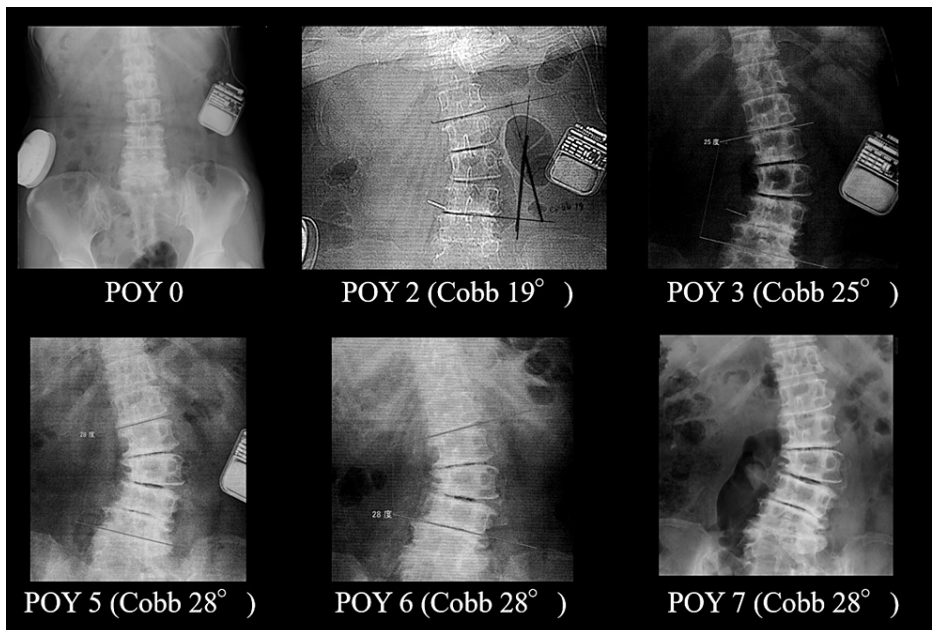 POY 0
POY 2 (Cobb 19° )
25 度
POY 3 (Cobb 25° )
28 度
POY 5 (Cobb 28° )
28 度
POY 6 (Cobb 28° )
POY 7 (Cobb 28° )